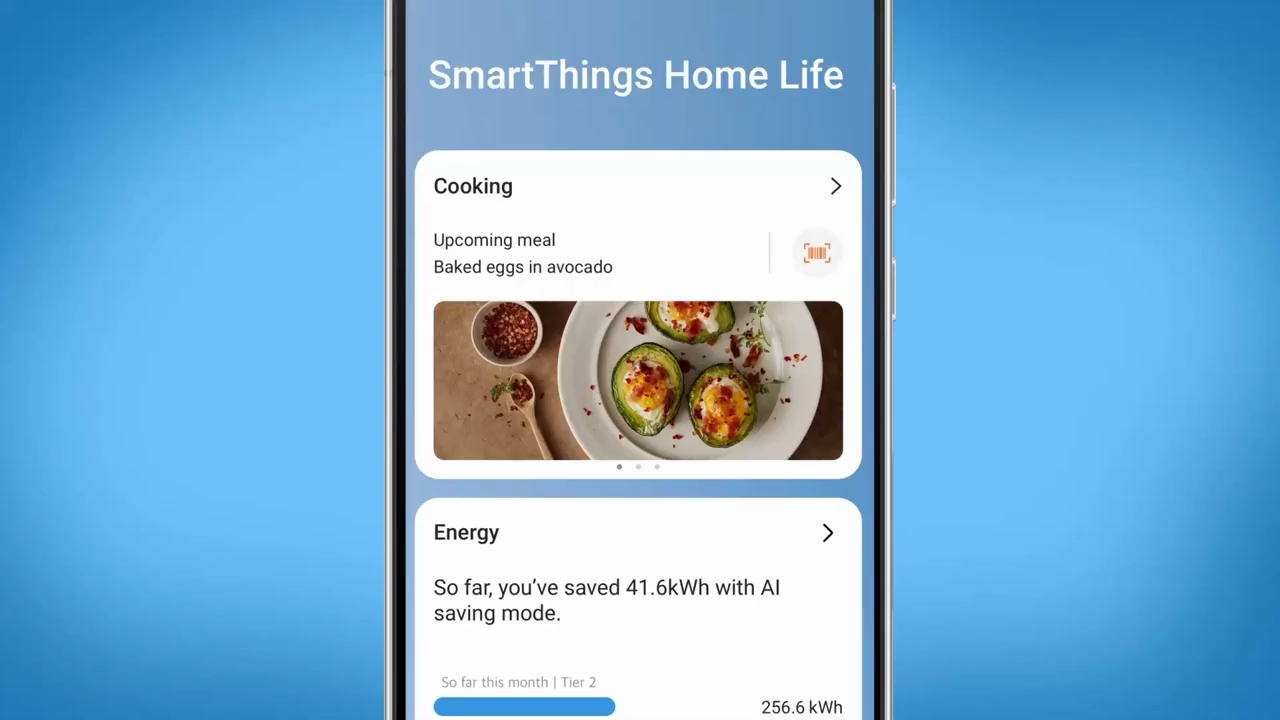 SmartThings Home Life
Cooking
Upcoming meal
Baked eggs in avocado
Energy
So far, you’ve saved 41.6kWh with AI
saving mode.
So far this month | Tier 2
256.6 kWh